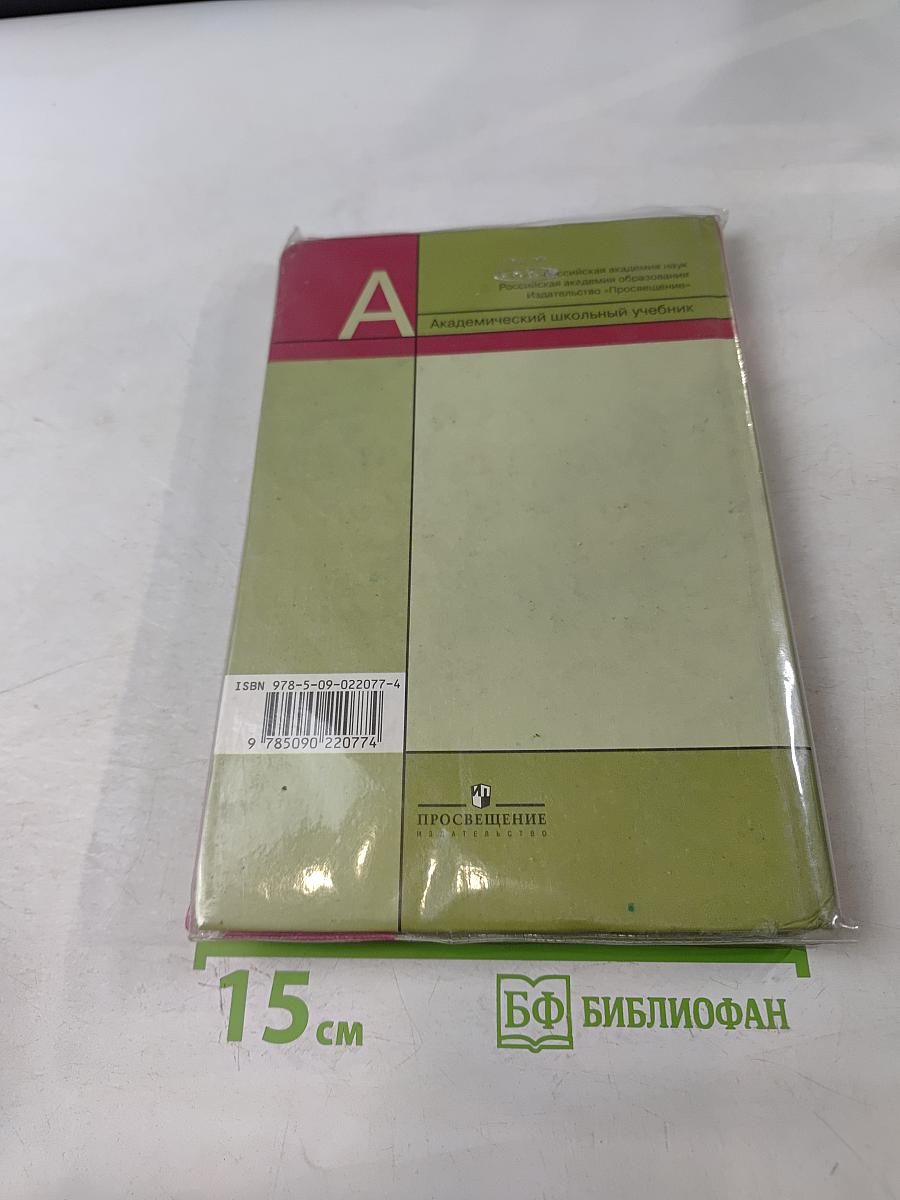 А
Российская академия наук
Российская академия образования
Издательство «Просвещение»
Академический школьный учебник
ISBN 978-5-09-022077-4
9 785090 220774
ИП
ПРОСВЕЩЕНИЕ
ИЗДАТЕЛЬСТВО
15 см
БФ БИБЛИОФАН